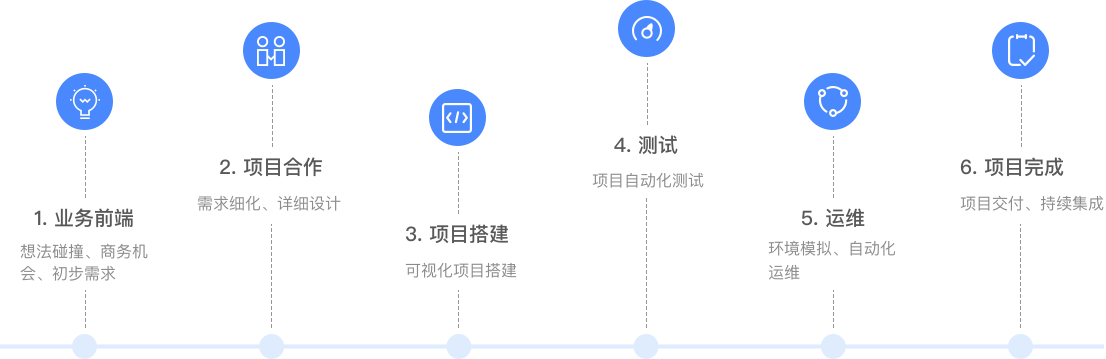 1. 业务前端
想法碰撞、商务机
会、初步需求
2. 项目合作
需求细化、详细设计
3. 项目搭建
可视化项目搭建
4. 测试
项目自动化测试
5. 运维
环境模拟、自动化
运维
6. 项目完成
项目交付、持续集成